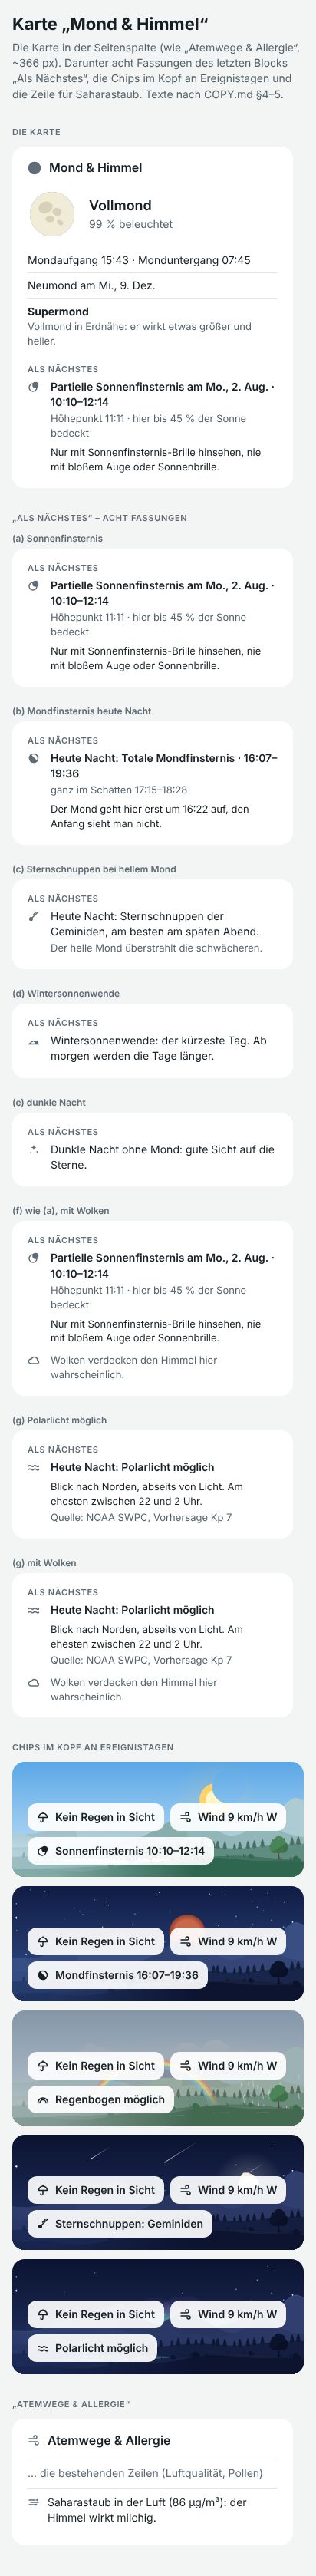 Karte „Mond & Himmel“
Die Karte in der Seitenspalte (wie „Atemwege & Allergie“,
~366 px). Darunter acht Fassungen des letzten Blocks
„Als Nächstes“, die Chips im Kopf an Ereignistagen und
die Zeile für Saharastaub. Texte nach COPY.md §4–5.
DIE KARTE
Mond & Himmel
Vollmond
99 % beleuchtet
Mondaufgang 15:43 · Monduntergang 07:45
Neumond am Mi., 9. Dez.
Supermond
Vollmond in Erdnähe: er wirkt etwas größer und
heller.
ALS NÄCHSTES
Partielle Sonnenfinsternis am Mo., 2. Aug. ·
10:10–12:14
Höhepunkt 11:11 · hier bis 45 % der Sonne
bedeckt
Nur mit Sonnenfinsternis-Brille hinsehen, nie
mit bloßem Auge oder Sonnenbrille.
„ALS NÄCHSTES“ – ACHT FASSUNGEN
(a) Sonnenfinsternis
ALS NÄCHSTES
Partielle Sonnenfinsternis am Mo., 2. Aug. ·
10:10–12:14
Höhepunkt 11:11 · hier bis 45 % der Sonne
bedeckt
Nur mit Sonnenfinsternis-Brille hinsehen, nie
mit bloßem Auge oder Sonnenbrille.
(b) Mondfinsternis heute Nacht
ALS NÄCHSTES
Heute Nacht: Totale Mondfinsternis · 16:07–
19:36
ganz im Schatten 17:15–18:28
Der Mond geht hier erst um 16:22 auf, den
Anfang sieht man nicht.
(c) Sternschnuppen bei hellem Mond
ALS NÄCHSTES
Heute Nacht: Sternschnuppen der
Geminiden, am besten am späten Abend.
Der helle Mond überstrahlt die schwächeren.
(d) Wintersonnenwende
ALS NÄCHSTES
Wintersonnenwende: der kürzeste Tag. Ab
morgen werden die Tage länger.
(e) dunkle Nacht
ALS NÄCHSTES
Dunkle Nacht ohne Mond: gute Sicht auf die
Sterne.
(f) wie (a), mit Wolken
ALS NÄCHSTES
Partielle Sonnenfinsternis am Mo., 2. Aug. ·
10:10–12:14
Höhepunkt 11:11 · hier bis 45 % der Sonne
bedeckt
Nur mit Sonnenfinsternis-Brille hinsehen, nie
mit bloßem Auge oder Sonnenbrille.
Wolken verdecken den Himmel hier
wahrscheinlich.
(g) Polarlicht möglich
ALS NÄCHSTES
Heute Nacht: Polarlicht möglich
Blick nach Norden, abseits von Licht. Am
ehesten zwischen 22 und 2 Uhr.
Quelle: NOAA SWPC, Vorhersage Kp 7
(g) mit Wolken
ALS NÄCHSTES
Heute Nacht: Polarlicht möglich
Blick nach Norden, abseits von Licht. Am
ehesten zwischen 22 und 2 Uhr.
Quelle: NOAA SWPC, Vorhersage Kp 7
Wolken verdecken den Himmel hier
wahrscheinlich.
CHIPS IM KOPF AN EREIGNISTAGEN
Kein Regen in Sicht Wind 9 km/h W
Sonnenfinsternis 10:10–12:14
Kein Regen in Sicht Wind 9 km/h W
Mondfinsternis 16:07–19:36
Kein Regen in Sicht Wind 9 km/h W
Regenbogen möglich
Kein Regen in Sicht Wind 9 km/h W
Sternschnuppen: Geminiden
Kein Regen in Sicht Wind 9 km/h W
Polarlicht möglich
„ATEMWEGE & ALLERGIE“
Atemwege & Allergie
… die bestehenden Zeilen (Luftqualität, Pollen)
Saharastaub in der Luft (86 µg/m³): der
Himmel wirkt milchig.